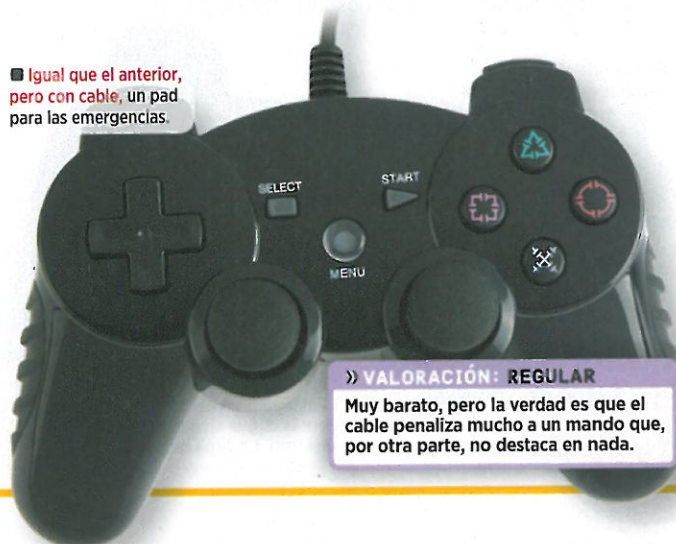 Igual que el anterior,
pero con cable, un pad
para las emergencias.
SELECT
START
MENU
» VALORACIÓN: REGULAR
Muy barato, pero la verdad es que el
cable penaliza mucho a un mando que,
por otra parte, no destaca en nada.